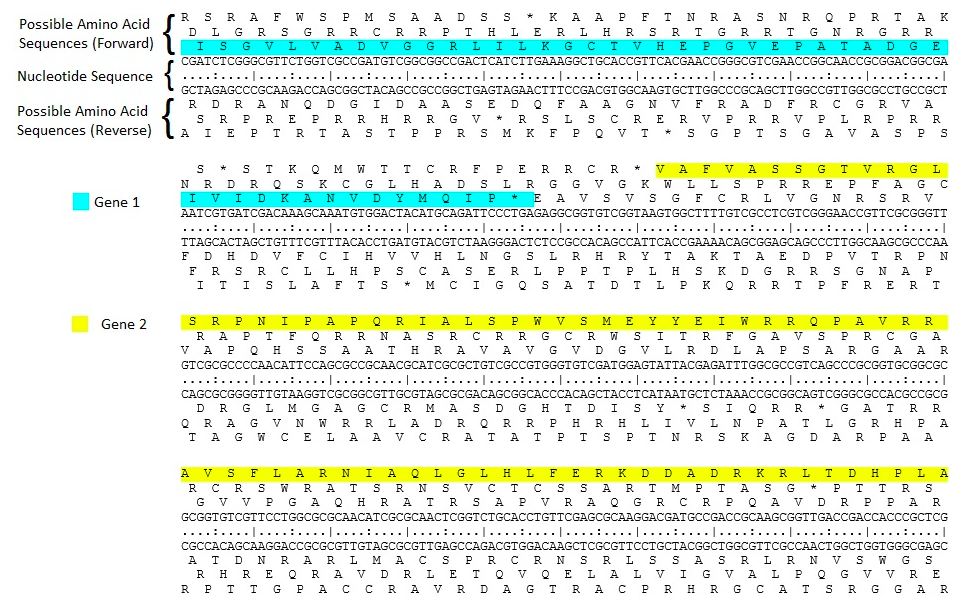 Possible Amino Acid
Sequences (Forward)
Nucleotide Sequence
Possible Amino Acid
Sequences (Reverse)
R S R A F W S P M S A A D S S * K A A P F T N R A S N R Q P R T A K
D L G R S G R R C R R P T H L E R L H R S R T G R R T G N R G R R
I S G V L V A D V G G R L I L K G C T V H E P G V E P A T A D G E
CGATCTCGGGCGTTCTGGTCGCCGATGTCGGCGGCCGACTCATCTTGAAAGGCTGCACCGTTCACGAACCGGGCGTCGAACCGGCAACCGCGGACGGCGA
....:....|....:....|....:....|....:....|....:....|....:....|....:....|....:....|....:....|....:....|
GCTAGAGCCCGCAAGACCAGCGGCTACAGCCGCCGGCTGAGTAGAACTTTCCGACGTGGCAAGTGCTTGGCCCGCAGCTTGGCCGTTGGCGCCTGCCGCT
R D R A N Q D G I D A A S E D Q F A A G N V F R A D F R C G R V A
S R P R E P R R H R R G V * R S L S C R E R V P R R V P L R P R R
A I E P T R T A S T P P R S M K F P Q V T * S G P T S G A V A S P S
Gene 1
S * S T K Q M W T T C R F P E R R C R * V A F V A S S G T V R G L
N R D R Q S K C G L H A D S L R G G V G K W L L S P R R E P F A G C
I V I D K A N V D Y M Q I P * E A V S V S G F C R L V G N R S R V
AATCGTGATCGACAAAGCAAATGTGGACTACATGCAGATTCCCTGAGAGGCGGTGTCGGTAAGTGGCTTTTGTCGCCTCGTCGGGAACCGTTCGCGGGTT
....:....|....:....|....:....|....:....|....:....|....:....|....:....|....:....|....:....|....:....|
TTAGCACTAGCTGTTTCGTTTACACCTGATGTACGTCTAAGGGACTCTCCGCCACAGCCATTCACCGAAAACAGCGGAGCAGCCCTTGGCAAGCGCCCAA
F D H D V F C I H V V H L N G S L R H R Y T A K T A E D P V T R P N
F R S R C L L H P S C A S E R L P P T P L H S K D G R R S G N A P
I T I S L A F T S * M C I G Q S A T D T L P K Q R R T P F R E R T
Gene 2
S R P N I P A P Q R I A L S P W V S M E Y Y E I W R R Q P A V R R
R A P T F Q R R N A S R C R R G C R W S I T R F G A V S P R C G A
V A P Q H S S A A T H R A V A V G V D G V L R D L A P S A R G A A R
GTCGCGCCCCAACATTCCAGCGCCGCAACGCATCGCGCTGTCGCCGTGGGTGTCGATGGAGTATTACGAGATTTGGCGCCGTCAGCCCGCGGTGCGGCGC
....:....|....:....|....:....|....:....|....:....|....:....|....:....|....:....|....:....|....:....|
CAGCGCGGGGTTGTAAGGTCGCGGCGTTGCGTAGCGCGACAGCGGCACCCACAGCTACCTCATAATGCTCTAAACCGCGGCAGTCGGGCGCCACGCCGCG
D R G L M G A G C R M A S D G H T D I S Y * S I Q R R * G A T R R
Q R A G V N W R R L A D R Q R R P H R H L I V L N P A T L G R H P A
T A G W C E L A A V C R A T A T P T S P T N R S K A G D A R P A A
A V S F L A R N I A Q L G L H L F E R K D D A D R K R L T D H P L A
R C R S W R A T S R N S V C T C S S A R T M P T A S G * P T T R S
G V V P G A Q H R A T R S A P V R A Q G R C R P Q A V D R P P A R
GCGGTGTCGTTCCTGGCGCGCAACATCGCGCAACTCGGTCTGCACCTGTTCGAGCGCAAGGACGATGCCGACCGCAAGCGGTTGACCGACCACCCGCTCG
....:....|....:....|....:....|....:....|....:....|....:....|....:....|....:....|....:....|....:....|
CGCCACAGCAAGGACCGCGCGTTGTAGCGCGTTGAGCCAGACGTGGACAAGCTCGCGTTCCTGCTACGGCTGGCGTTCGCCAACTGGCTGGTGGGCGAGC
A T D N R A R L M A C S P R C R N S R L S S A S R L R N V S W G S
R H R E Q R A V D R L E T Q V Q E L A L V I G V A L P Q G V V R E
R P T T G P A C C R A V R D A G T R A C P R H R G C A T S R G G A R